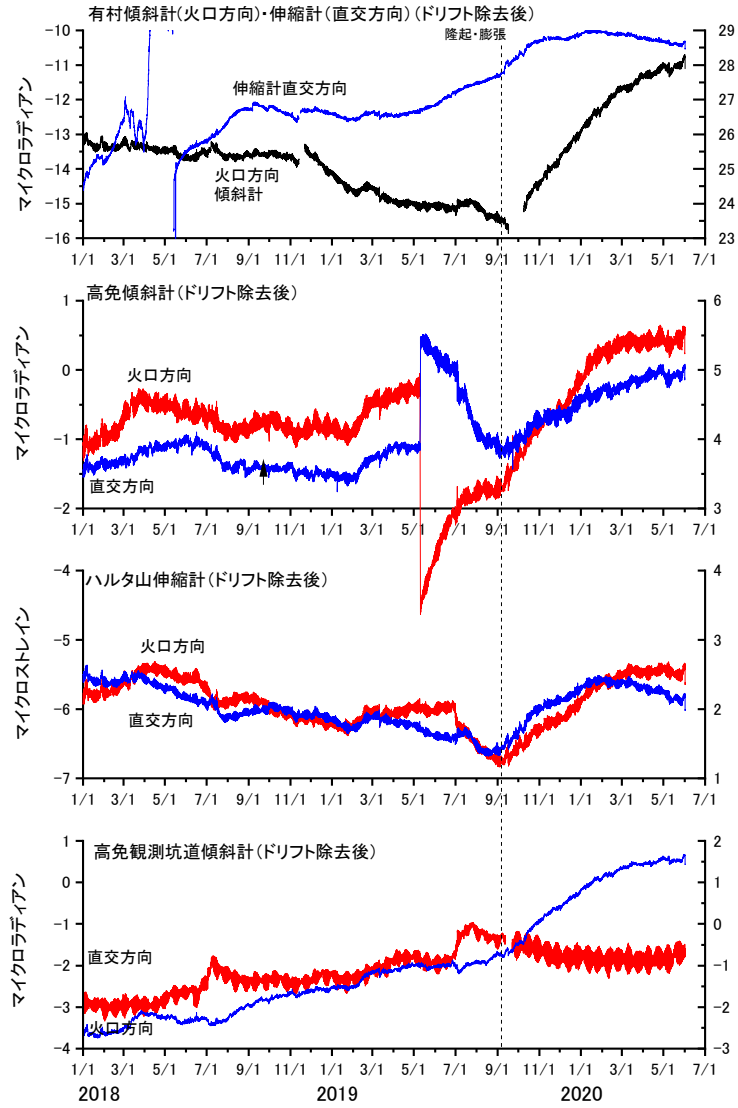 有村傾斜計(火口方向)・伸縮計(直交方向)(ドリフト除去後)
隆起・膨張
マイクロラディアン
-10
-11
-12
-13
-14
-15
-16
29
28
27
26
25
24
23
伸縮計直交方向
火口方向
傾斜計
1/1 3/1 5/1 7/1 9/1 11/1 1/1 3/1 5/1 7/1 9/1 11/1 1/1 3/1 5/1 7/1
高免傾斜計(ドリフト除去後)
マイクロラディアン
1
0
-1
-2
6
5
4
3
火口方向
直交方向
1/1 3/1 5/1 7/1 9/1 11/1 1/1 3/1 5/1 7/1 9/1 11/1 1/1 3/1 5/1 7/1
ハルタ山伸縮計(ドリフト除去後)
マイクロストレイン
-4
-5
-6
-7
4
3
2
1
火口方向
直交方向
1/1 3/1 5/1 7/1 9/1 11/1 1/1 3/1 5/1 7/1 9/1 11/1 1/1 3/1 5/1 7/1
高免観測坑道傾斜計(ドリフト除去後)
マイクロラディアン
1
0
-1
-2
-3
-4
2
1
0
-1
-2
-3
直交方向
火口方向
1/1 3/1 5/1 7/1 9/1 11/1 1/1 3/1 5/1 7/1 9/1 11/1 1/1 3/1 5/1 7/1
2018 2019 2020